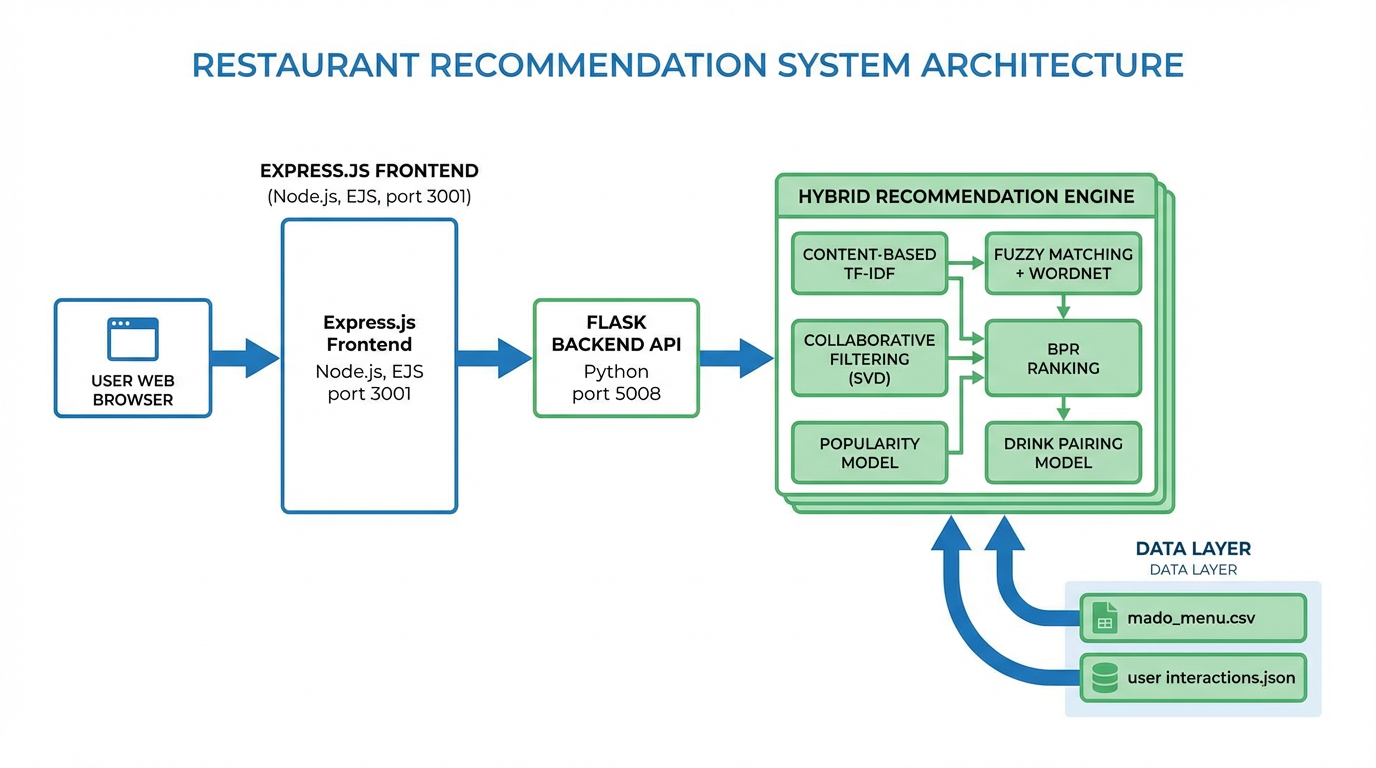 RESTAURANT RECOMMENDATION SYSTEM ARCHITECTURE
EXPRESS.JS FRONTEND
(Node.js, EJS, port 3001)
USER WEB
BROWSER
Express.js
Frontend
Node.js, EJS
port 3001
FLASK
BACKEND API
Python
port 5008
HYBRID RECOMMENDATION ENGINE
CONTENT-BASED
TF-IDF
FUZZY MATCHING
+ WORDNET
COLLABORATIVE
FILTERING
(SVD)
BPR
RANKING
POPULARITY
MODEL
DRINK PAIRING
MODEL
DATA LAYER
DATA LAYER
mado_menu.csv
user interactions.json